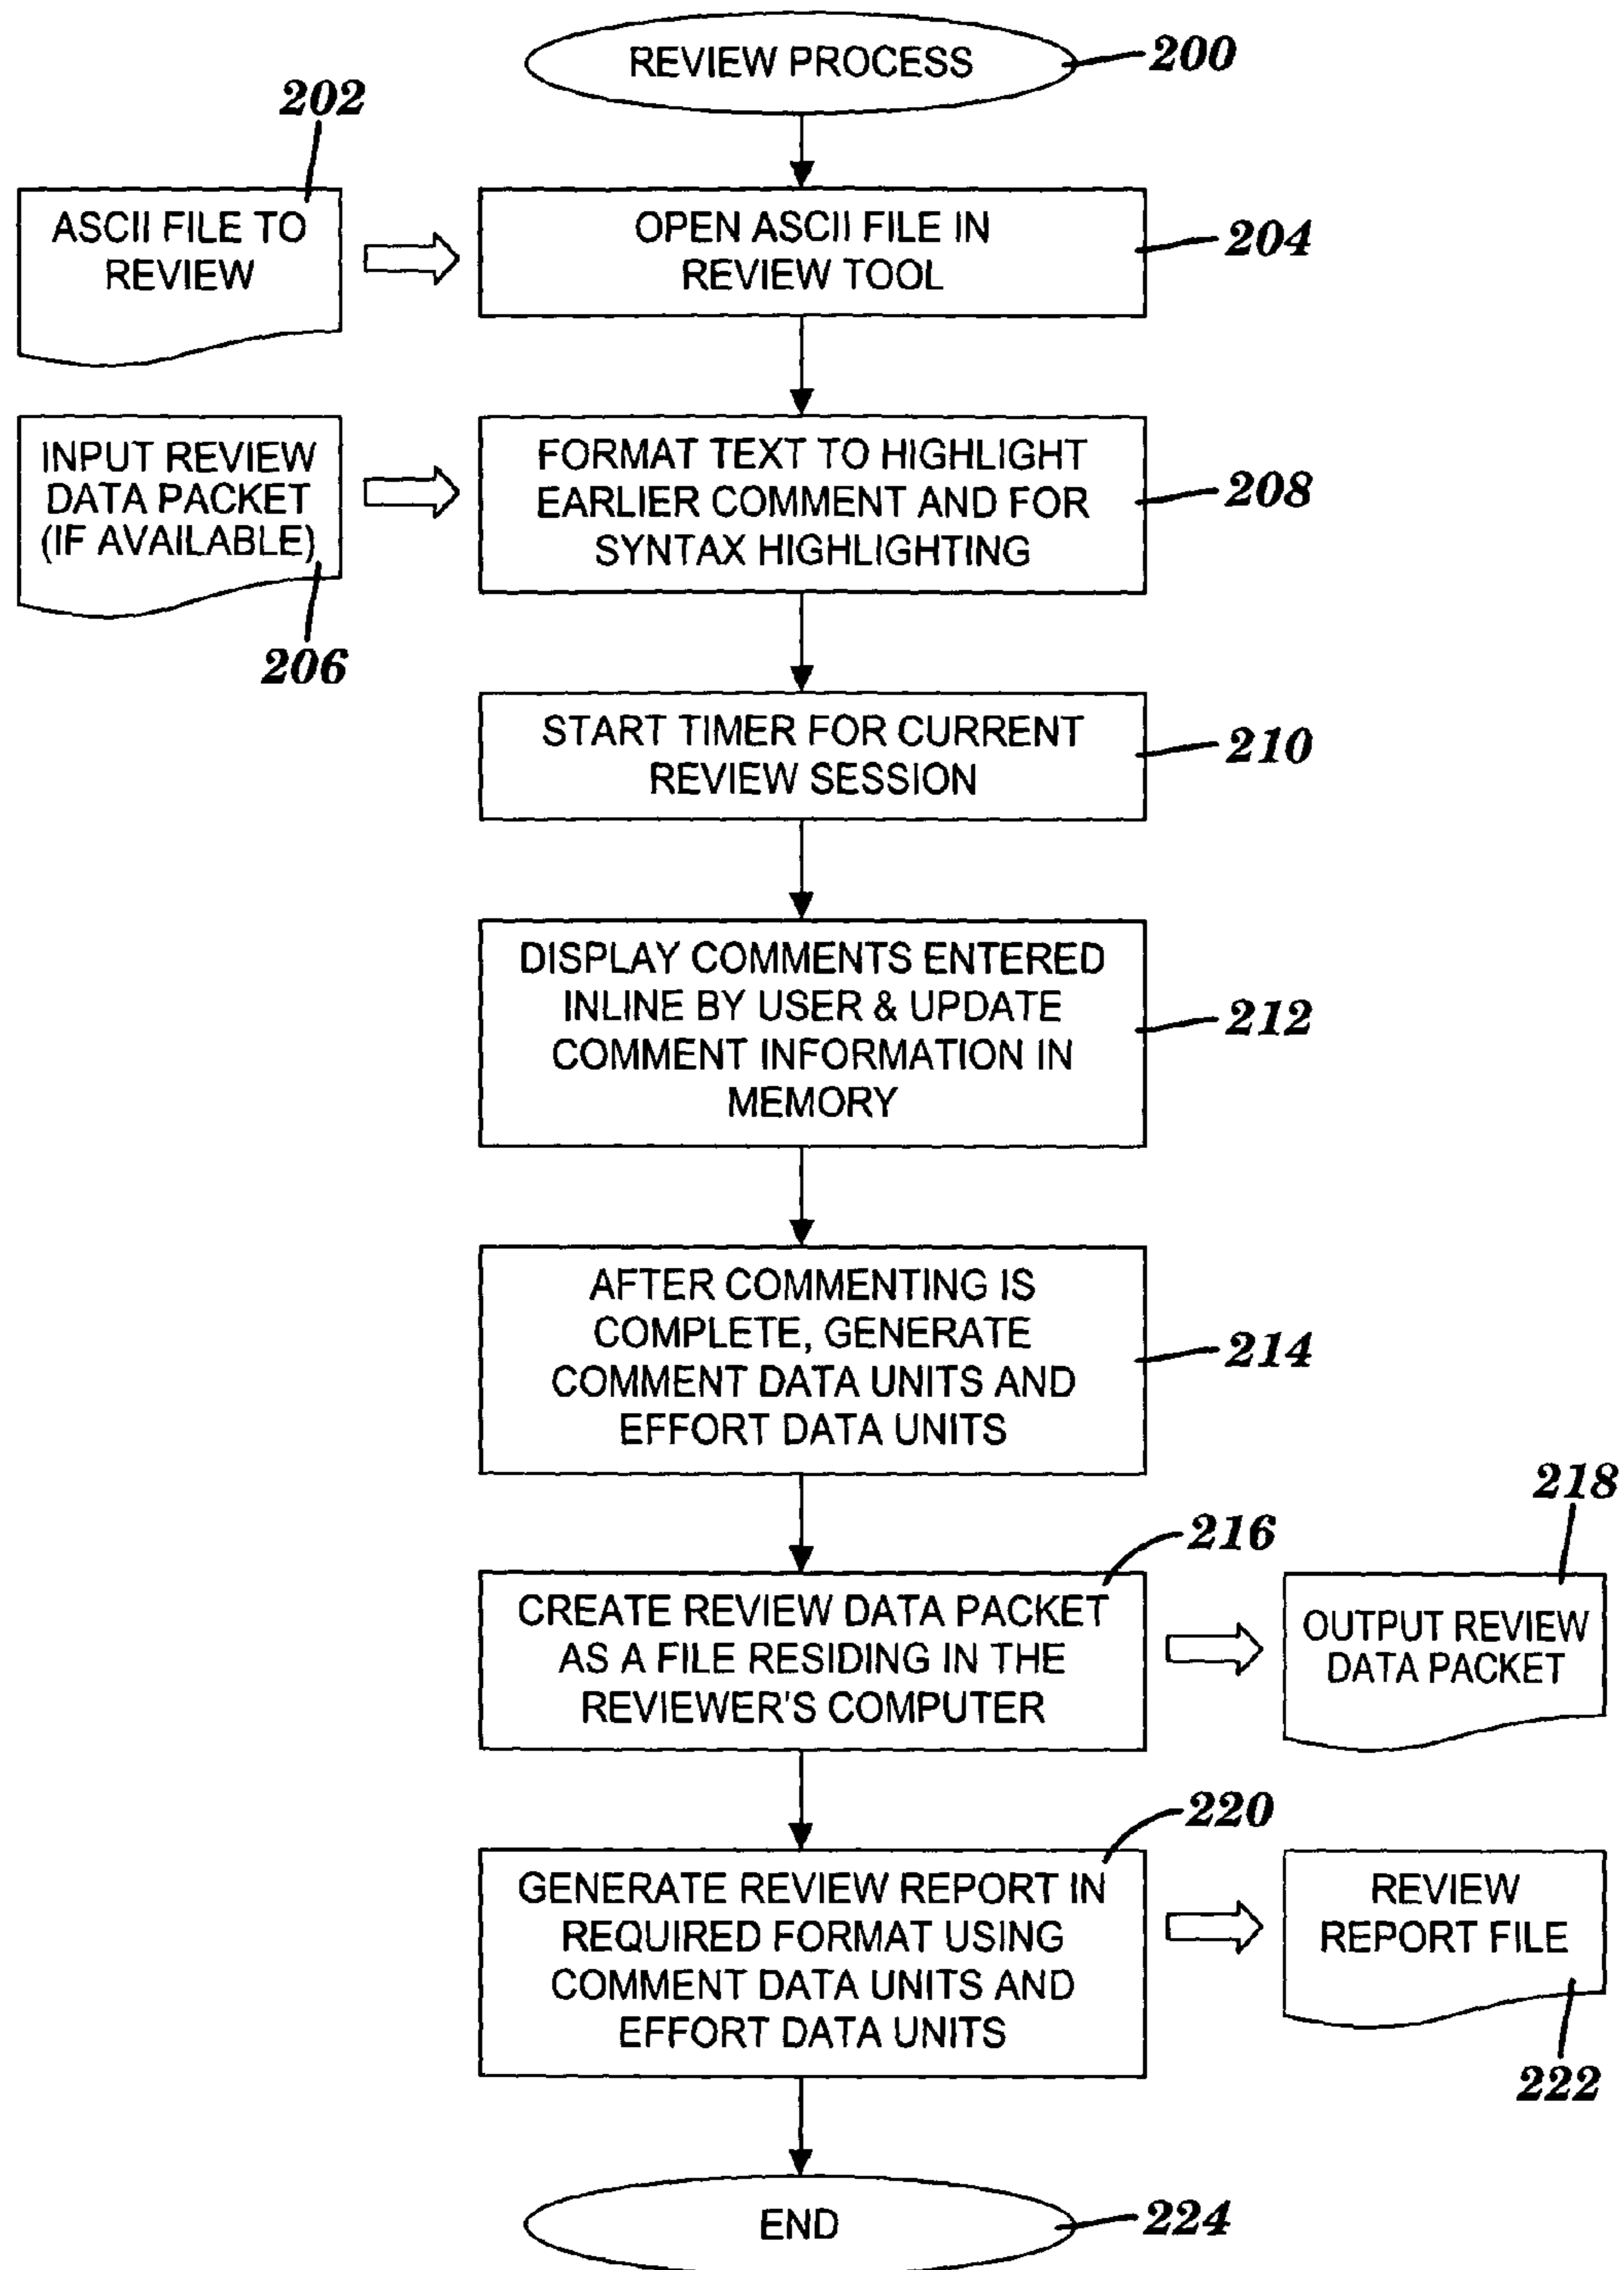 REVIEW PROCESS
200
202
ASCII FILE TO
REVIEW
OPEN ASCII FILE IN
REVIEW TOOL
204
INPUT REVIEW
DATA PACKET
(IF AVAILABLE)
206
FORMAT TEXT TO HIGHLIGHT
EARLIER COMMENT AND FOR
SYNTAX HIGHLIGHTING
208
START TIMER FOR CURRENT
REVIEW SESSION
210
DISPLAY COMMENTS ENTERED
INLINE BY USER & UPDATE
COMMENT INFORMATION IN
MEMORY
212
AFTER COMMENTING IS
COMPLETE, GENERATE
COMMENT DATA UNITS AND
EFFORT DATA UNITS
214
216
CREATE REVIEW DATA PACKET
AS A FILE RESIDING IN THE
REVIEWER'S COMPUTER
218
OUTPUT REVIEW
DATA PACKET
220
GENERATE REVIEW REPORT IN
REQUIRED FORMAT USING
COMMENT DATA UNITS AND
EFFORT DATA UNITS
REVIEW
REPORT FILE
222
END
224